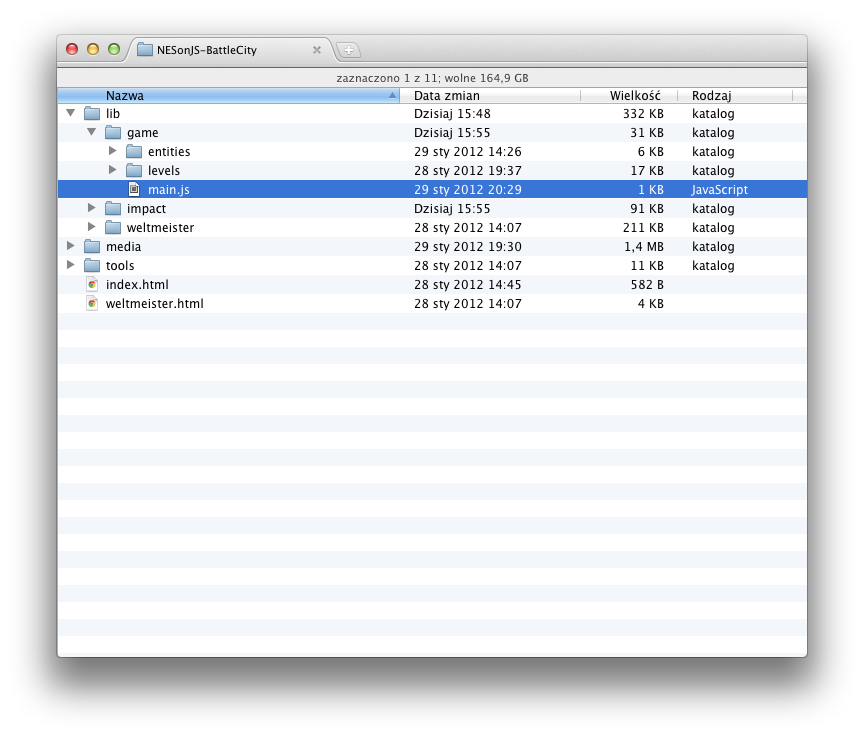 NESonJS-BattleCity
zaznaczono 1 z 11; wolne 164,9 GB
Nazwa Data zmian Wielkość Rodzaj
lib Dzisiaj 15:48 332 KB katalog
game Dzisiaj 15:55 31 KB katalog
entities 29 sty 2012 14:26 6 KB katalog
levels 28 sty 2012 19:37 17 KB katalog
main.js 29 sty 2012 20:29 1 KB JavaScript
impact Dzisiaj 15:55 91 KB katalog
weltmeister 28 sty 2012 14:07 211 KB katalog
media 29 sty 2012 19:30 1,4 MB katalog
tools 28 sty 2012 14:07 11 KB katalog
index.html 28 sty 2012 14:45 582 B
weltmeister.html 28 sty 2012 14:07 4 KB